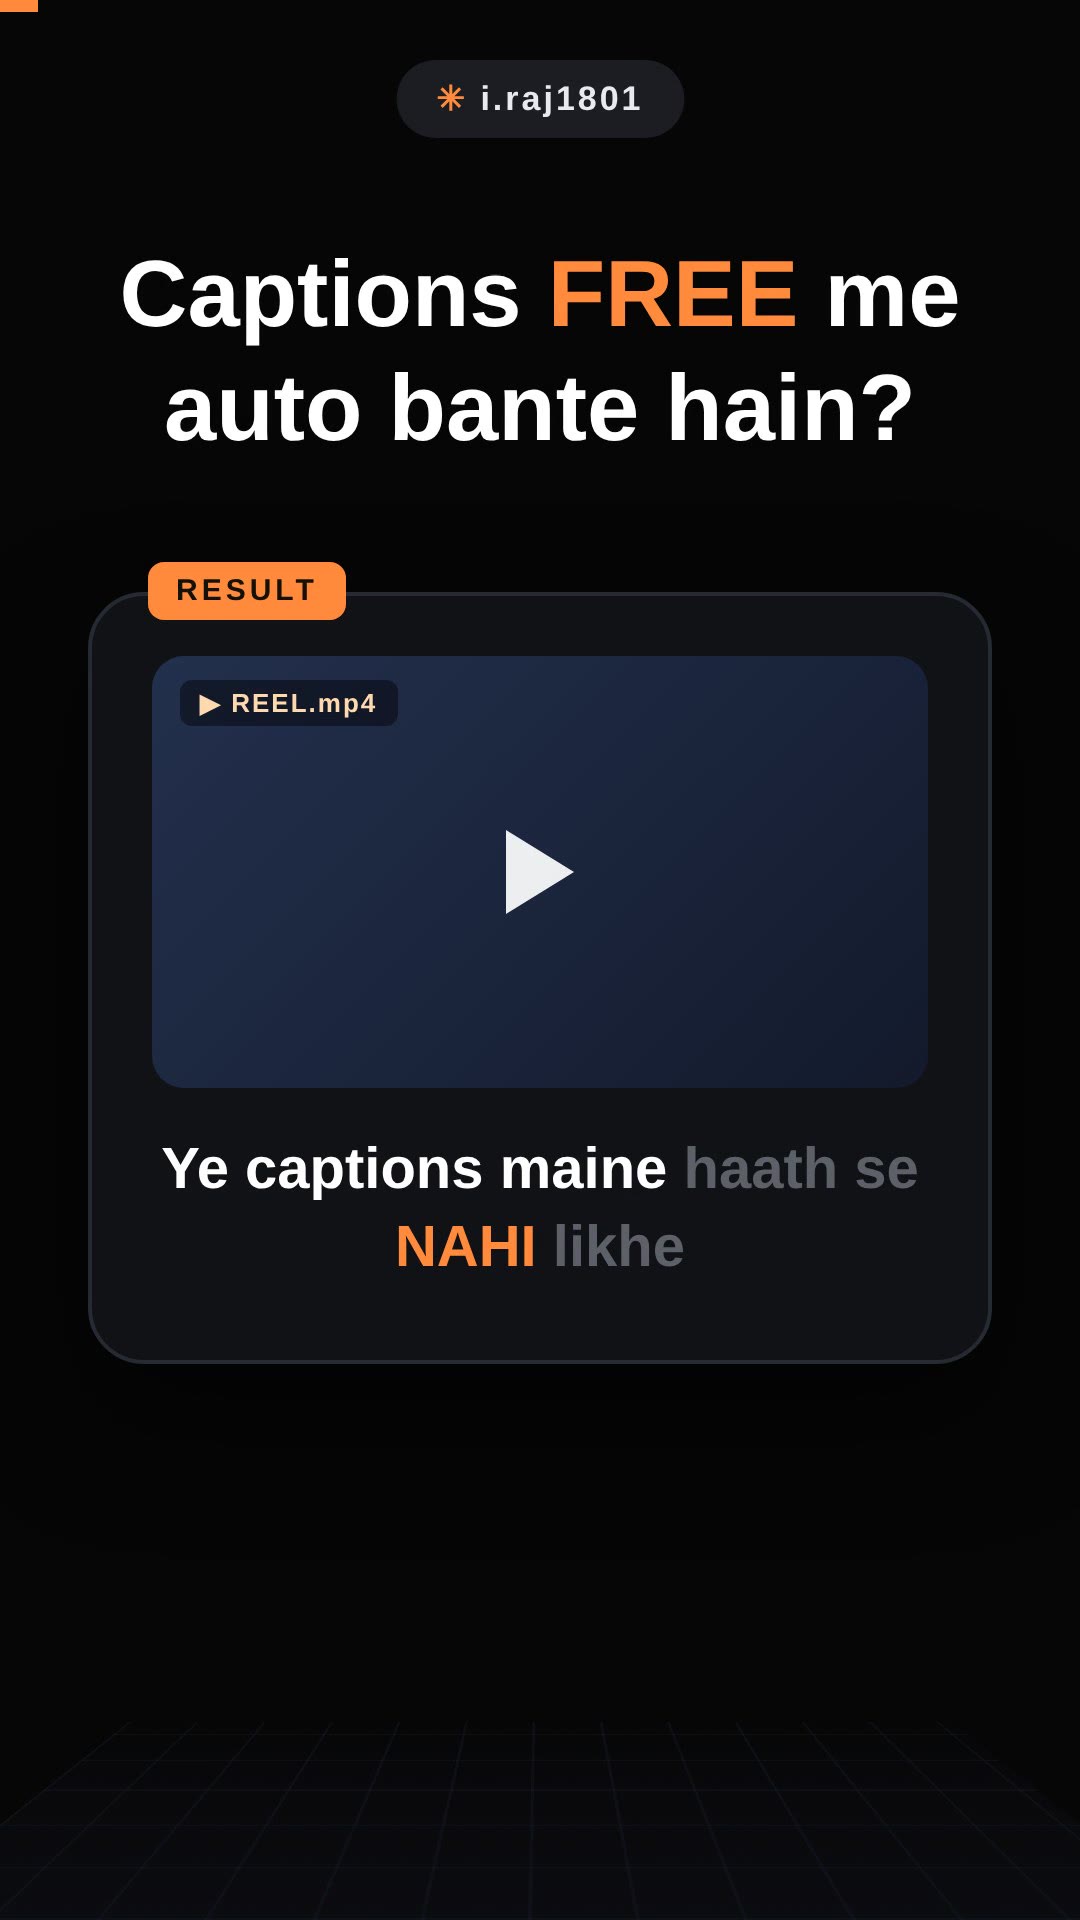 ✳ i.raj1801
Captions FREE me
auto bante hain?
RESULT
▶ REEL.mp4
Ye captions maine haath se
NAHI likhe